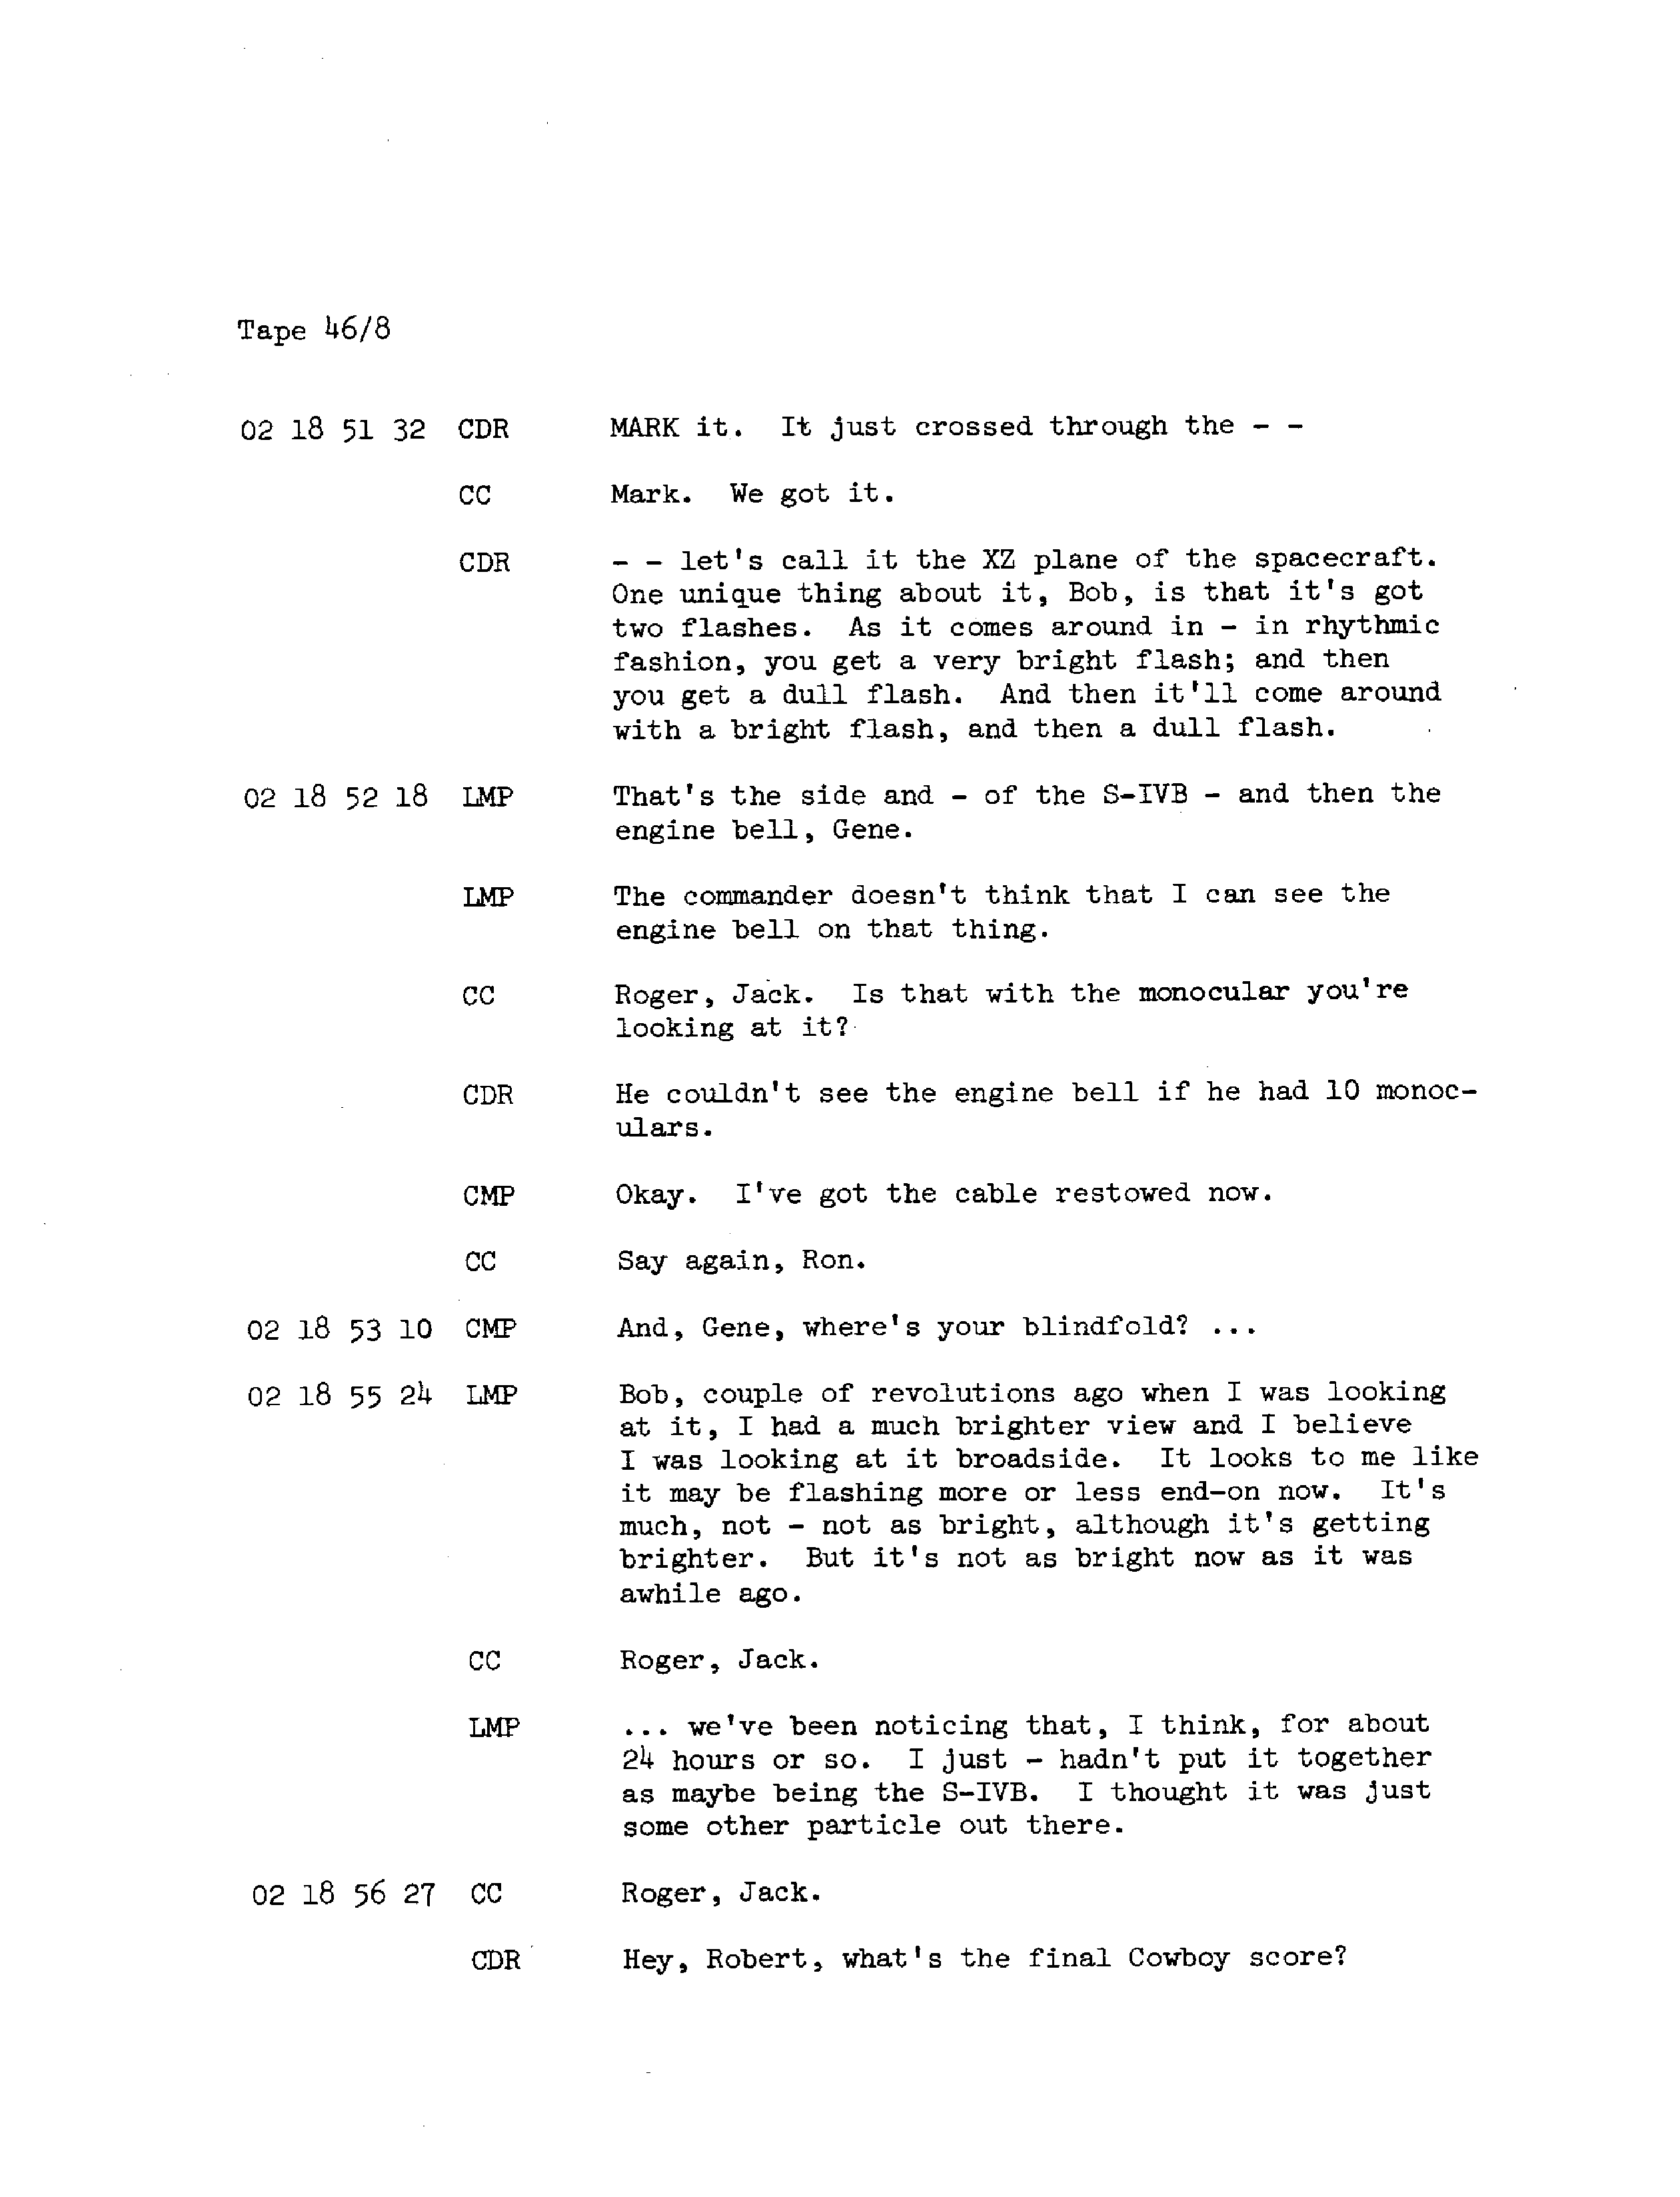 Tape 46/8
02 18 51 32 CDR MARK it. It just crossed through the - -
CC Mark. We got it.
CDR - - let's call it the XZ plane of the spacecraft.
One unique thing about it, Bob, is that it's got
two flashes. As it comes around in - in rhythmic
fashion, you get a very bright flash; and then
you get a dull flash. And then it'll come around
with a bright flash, and then a dull flash.
02 18 52 18 LMP That's the side and - of the S-IVB - and then the
engine bell, Gene.
LMP The commander doesn't think that I can see the
engine bell on that thing.
CC Roger, Jack. Is that with the monocular you're
looking at it?
CDR He couldn't see the engine bell if he had 10 monoc-
ulars.
CMP Okay. I've got the cable restowed now.
CC Say again, Ron.
02 18 53 10 CMP And, Gene, where's your blindfold? ...
02 18 55 24 LMP Bob, couple of revolutions ago when I was looking
at it, I had a much brighter view and I believe
I was looking at it broadside. It looks to me like
it may be flashing more or less end-on now. It's
much, not - not as bright, although it's getting
brighter. But it's not as bright now as it was
awhile ago.
CC Roger, Jack.
LMP ... we've been noticing that, I think, for about
24 hours or so. I just - hadn't put it together
as maybe being the S-IVB. I thought it was just
some other particle out there.
02 18 56 27 CC Roger, Jack.
CDR Hey, Robert, what's the final Cowboy score?